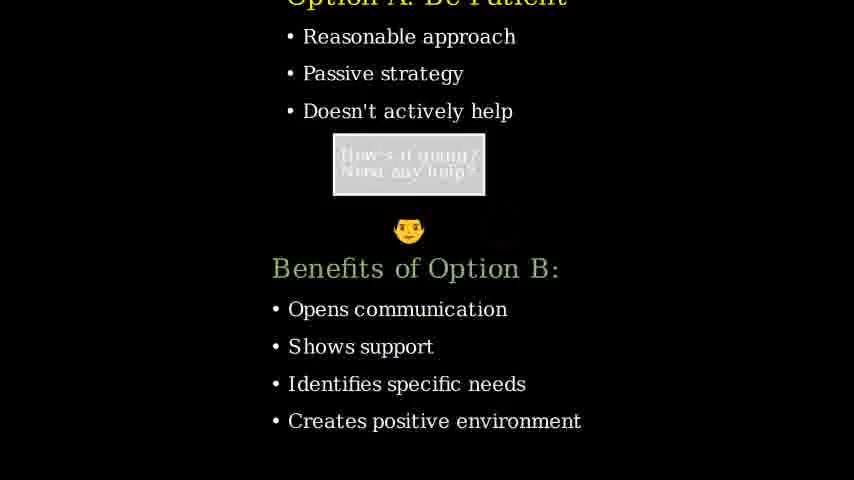 Option A: Be Patient
• Reasonable approach
• Passive strategy
• Doesn't actively help
How's it going?
Need any help?
Benefits of Option B:
• Opens communication
• Shows support
• Identifies specific needs
• Creates positive environment